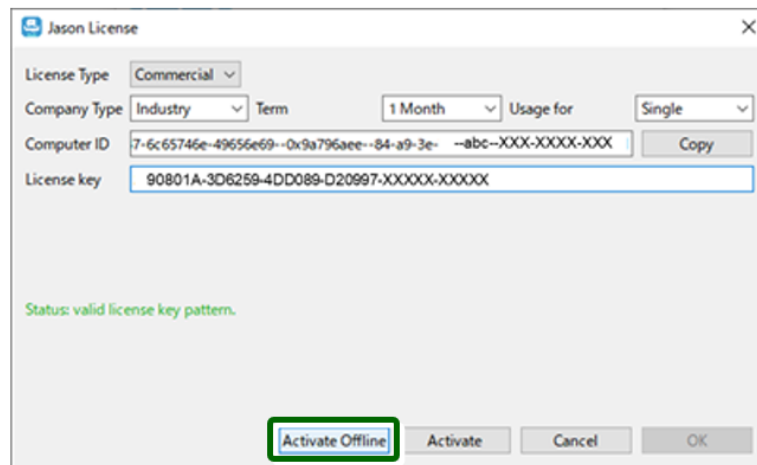 Jason License
License Type Commercial
Company Type Industry Term 1 Month Usage for Single
Computer ID 7-6c65746e-49656e69--0x9a796aee--84-a9-3e- --abc--XXX-XXXX-XXX Copy
License key 90801A-3D6259-4DD089-D20997-XXXXX-XXXXX
Status: valid license key pattern.
Activate Offline Activate Cancel OK